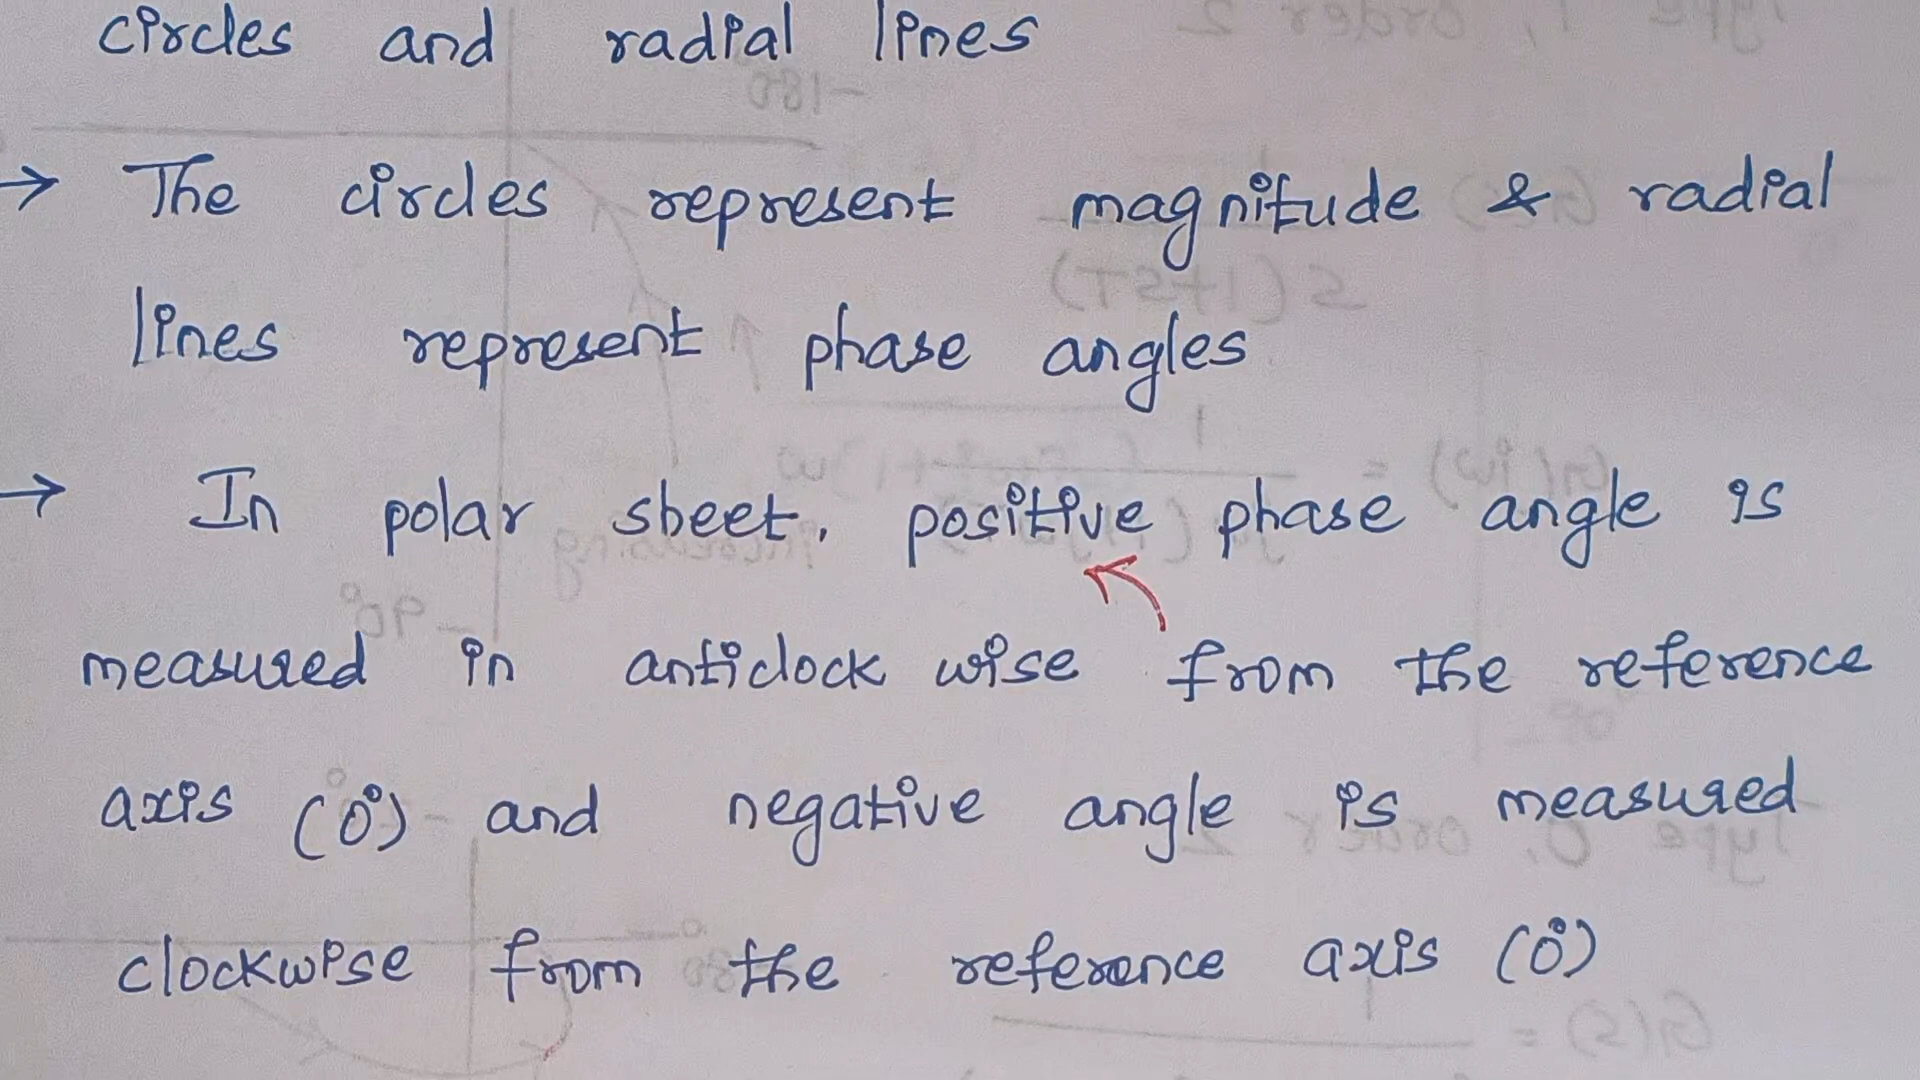 circles and radial lines
→ The circles represent magnitude & radial
lines represent phase angles
→ In polar sheet, positive phase angle is
measured in anticlock wise from the reference
axis (0°) and negative angle is measured
clockwise from the reference axis (0°)